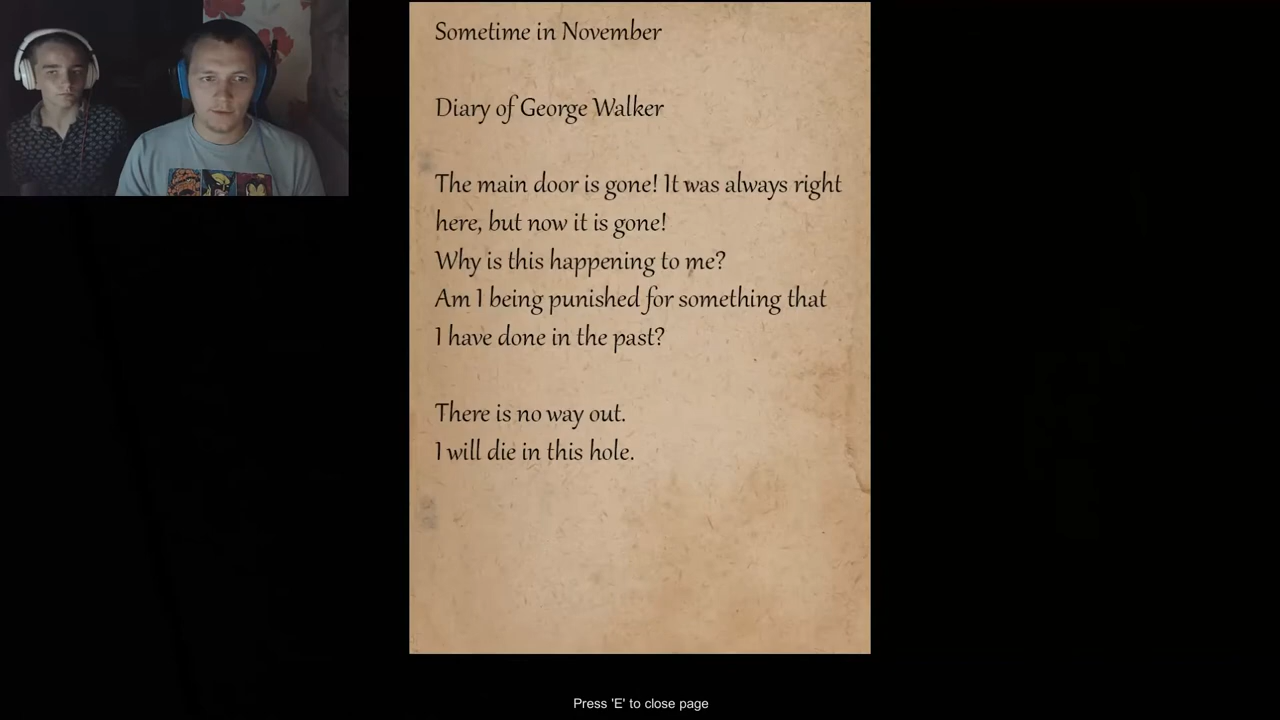 Sometime in November
Diary of George Walker
The main door is gone! It was always right
here, but now it is gone!
Why is this happening to me?
Am I being punished for something that
I have done in the past?
There is no way out.
I will die in this hole.
Press 'E' to close page